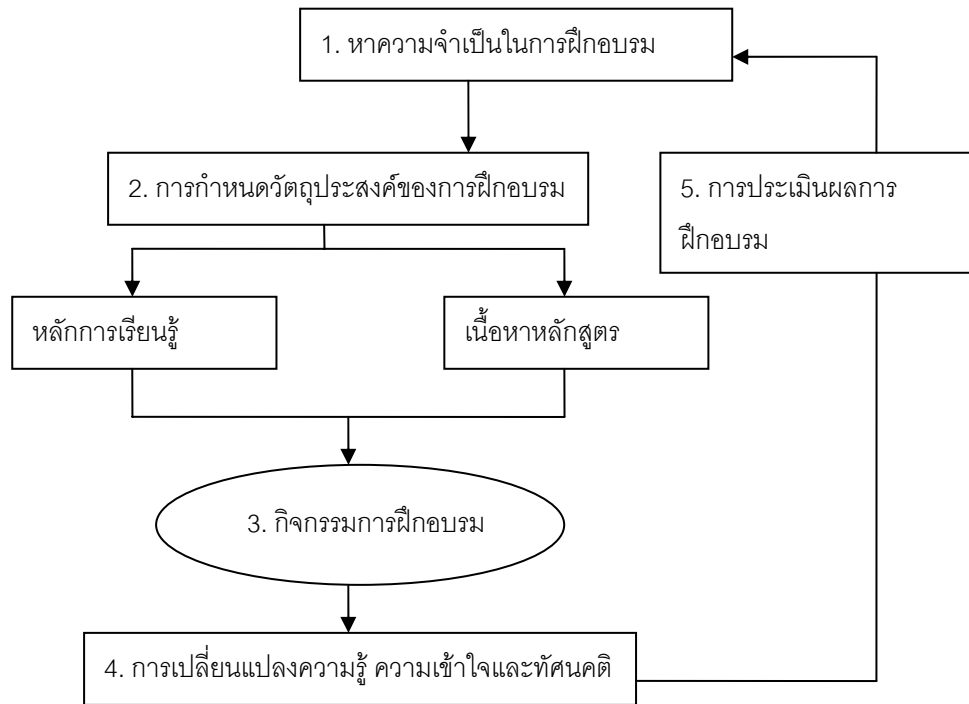 1. หาความจำเป็นในการฝึกอบรม
2. การกำหนดวัตถุประสงค์ของการฝึกอบรม
5. การประเมินผลการ
ฝึกอบรม
หลักการเรียนรู้
เนื้อหาหลักสูตร
3. กิจกรรมการฝึกอบรม
4. การเปลี่ยนแปลงความรู้ ความเข้าใจและทัศนคติ